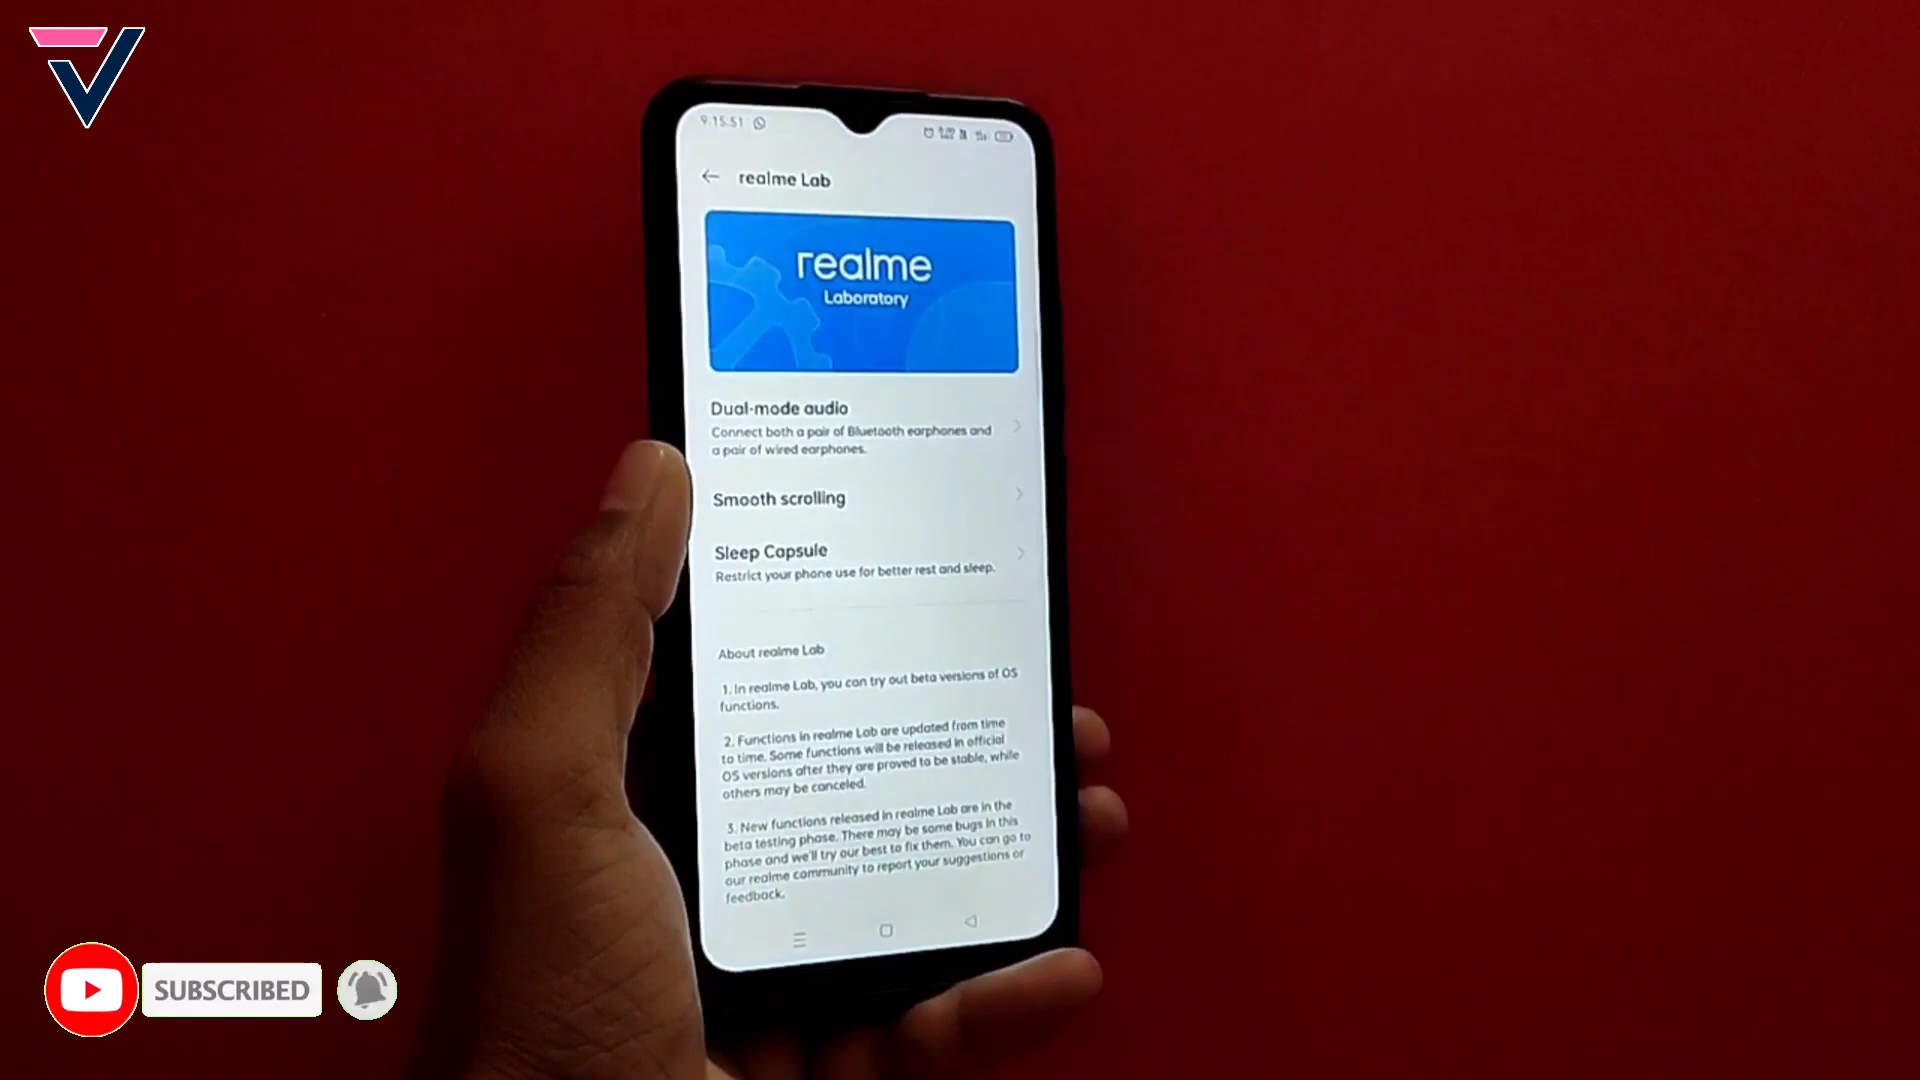 9:15:51
realme Lab
realme
Laboratory
Dual-mode audio
Connect both a pair of Bluetooth earphones and
a pair of wired earphones.
Smooth scrolling
Sleep Capsule
Restrict your phone use for better rest and sleep.
About realme Lab
1. In realme Lab, you can try out beta versions of OS
functions.
2. Functions in realme Lab are updated from time
to time. Some functions will be released in official
OS versions after they are proved to be stable, while
others may be canceled.
3. New functions released in realme Lab are in the
beta testing phase. There may be some bugs in this
phase and we'll try our best to fix them. You can go to
our realme community to report your suggestions or
feedback.
SUBSCRIBED